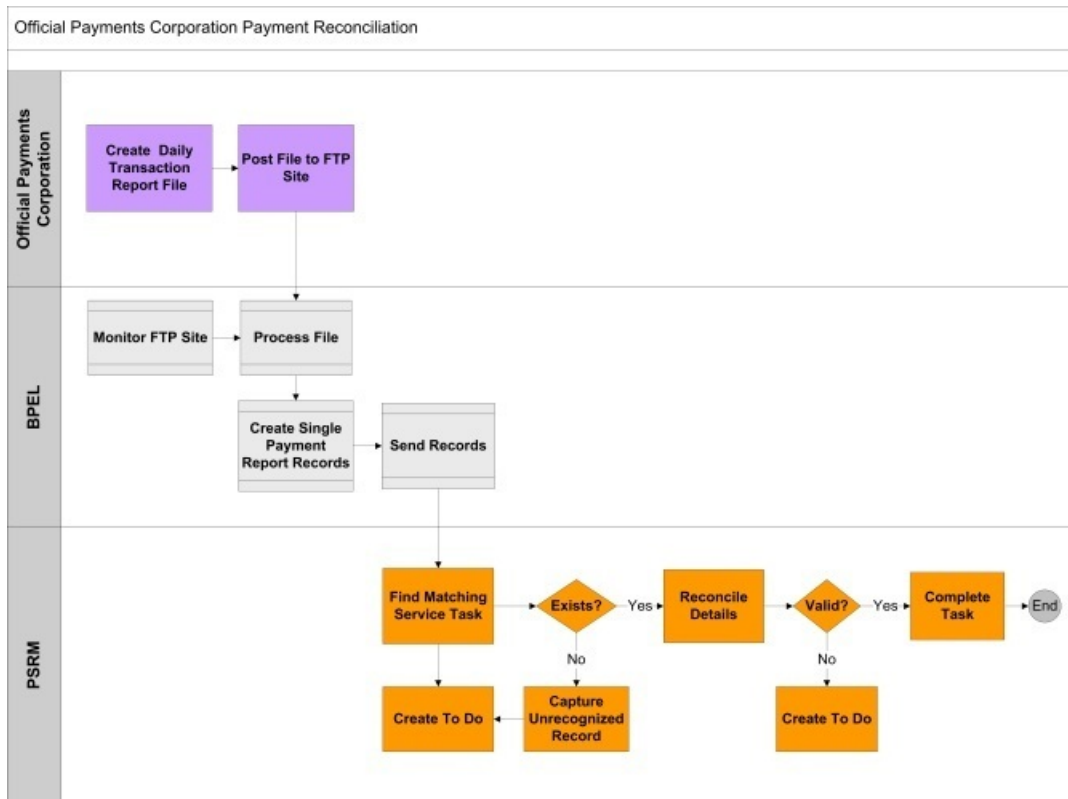 Official Payments Corporation Payment Reconciliation
Official Payments
Corporation
Create Daily
Transaction
Report File
Post File to FTP
Site
BPEL
Monitor FTP Site
Process File
Create Single
Payment
Report Records
Send Records
PSRM
Find Matching
Service Task
Exists?
Yes
Reconcile
Details
Valid?
Yes
Complete
Task
End
No
No
Create To Do
Capture
Unrecognized
Record
Create To Do